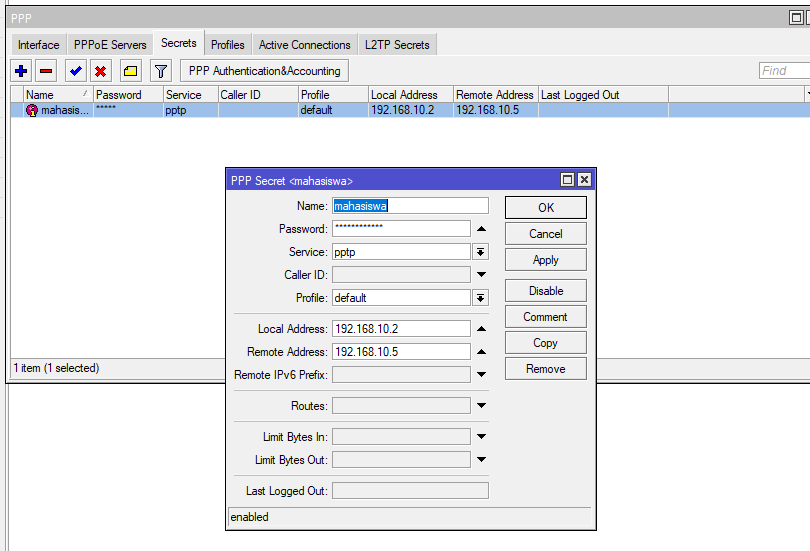 PPP
Interface PPPoE Servers Secrets Profiles Active Connections L2TP Secrets
PPP Authentication&Accounting Find
Name Password Service Caller ID Profile Local Address Remote Address Last Logged Out
mahasis... ***** pptp default 192.168.10.2 192.168.10.5
PPP Secret <mahasiswa>
Name: mahasiswa OK
Password: ************ Cancel
Service: pptp
Apply
Caller ID:
Profile: default Disable
Comment
Local Address: 192.168.10.2
Copy
Remote Address: 192.168.10.5
Remove
Remote IPv6 Prefix:
Routes:
Limit Bytes In:
Limit Bytes Out:
Last Logged Out:
enabled
1 item (1 selected)